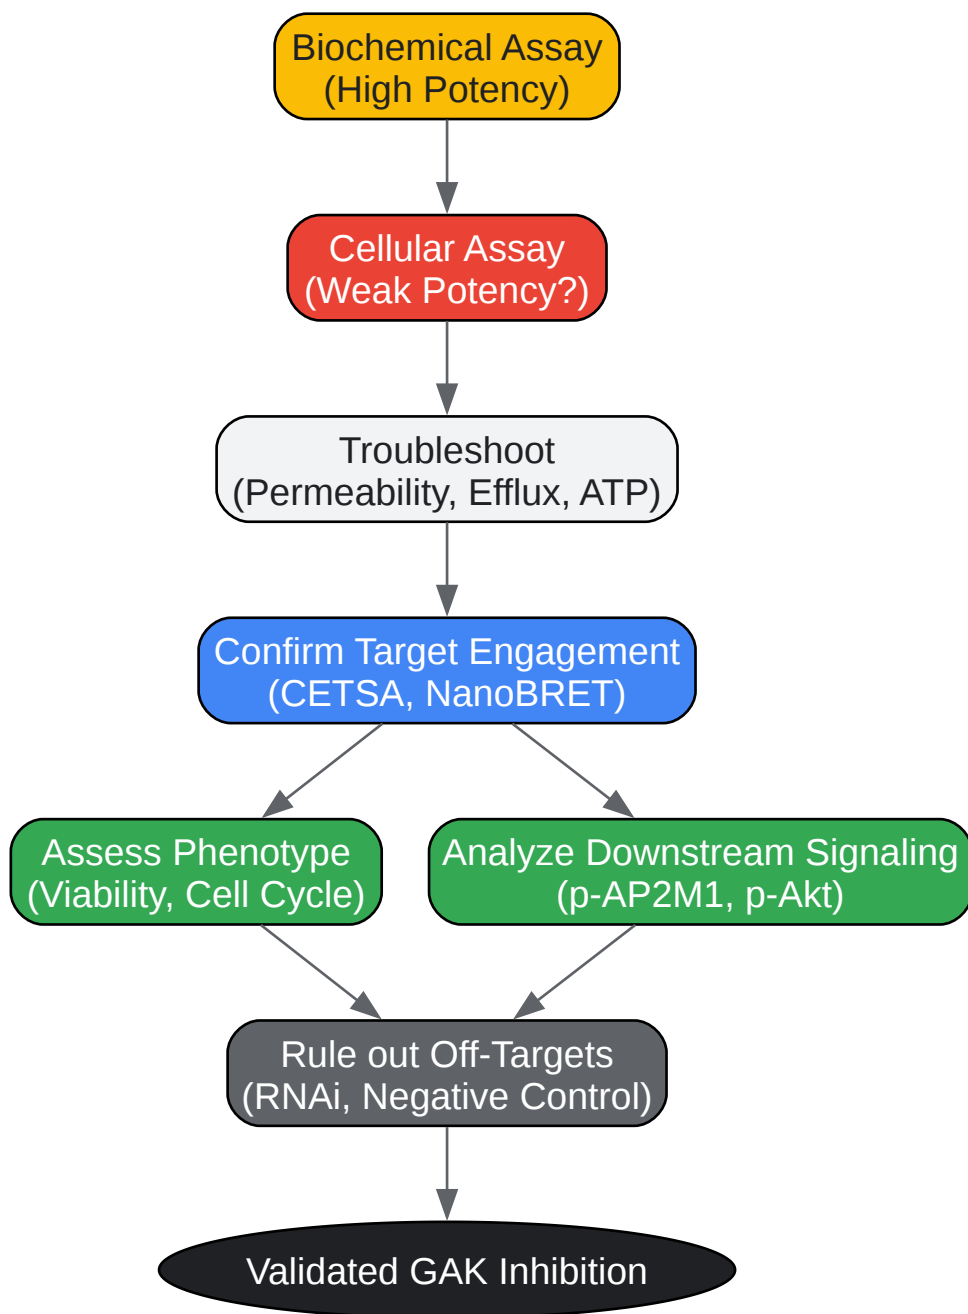 Biochemical Assay
(High Potency)
Cellular Assay
(Weak Potency?)
Troubleshoot
(Permeability, Efflux, ATP)
Confirm Target Engagement
(CETSA, NanoBRET)
Assess Phenotype
(Viability, Cell Cycle)
Analyze Downstream Signaling
(p-AP2M1, p-Akt)
Rule out Off-Targets
(RNAi, Negative Control)
Validated GAK Inhibition